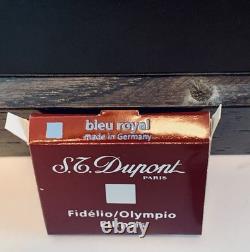 bleu royal
made in Germany
S.T. Dupont
PARIS
Fidélio/Olympio